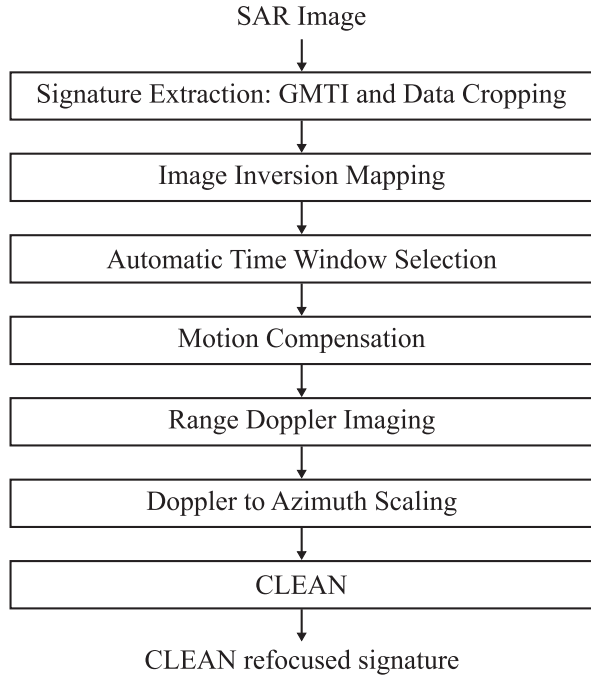 SAR Image
Signature Extraction: GMTI and Data Cropping
Image Inversion Mapping
Automatic Time Window Selection
Motion Compensation
Range Doppler Imaging
Doppler to Azimuth Scaling
CLEAN
CLEAN refocused signature